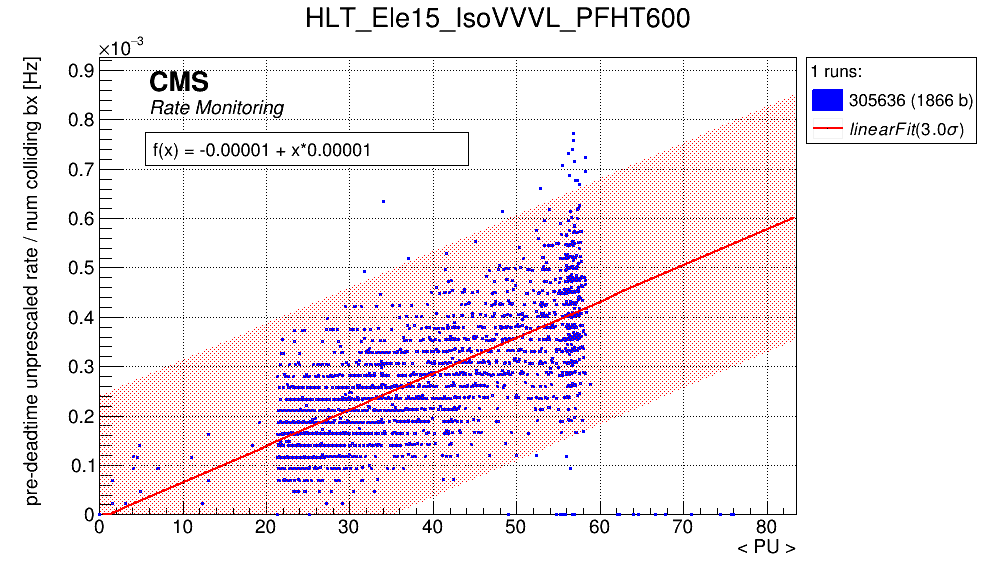 HLT_Ele15_IsoVVVL_PFHT600
×10⁻³
pre-deadtime unprescaled rate / num colliding bx [Hz]
0.9
0.8
0.7
0.6
0.5
0.4
0.3
0.2
0.1
0
CMS
Rate Monitoring
f(x) = -0.00001 + x*0.00001
1 runs:
305636 (1866 b)
linearFit(3.0σ)
0 10 20 30 40 50 60 70 80
< PU >